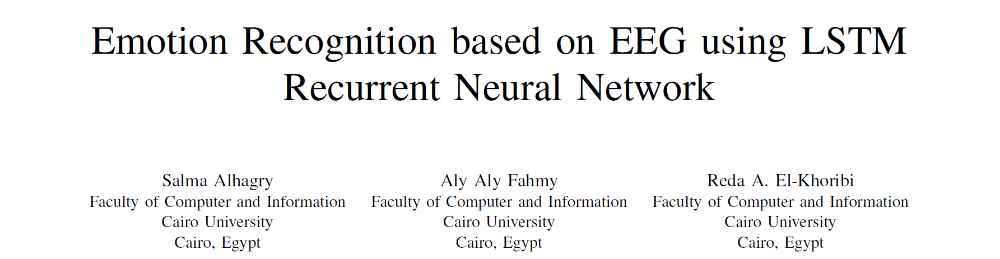 Emotion Recognition based on EEG using LSTM
Recurrent Neural Network
Salma Alhagry
Faculty of Computer and Information
Cairo University
Cairo, Egypt
Aly Aly Fahmy
Faculty of Computer and Information
Cairo University
Cairo, Egypt
Reda A. El-Khoribi
Faculty of Computer and Information
Cairo University
Cairo, Egypt